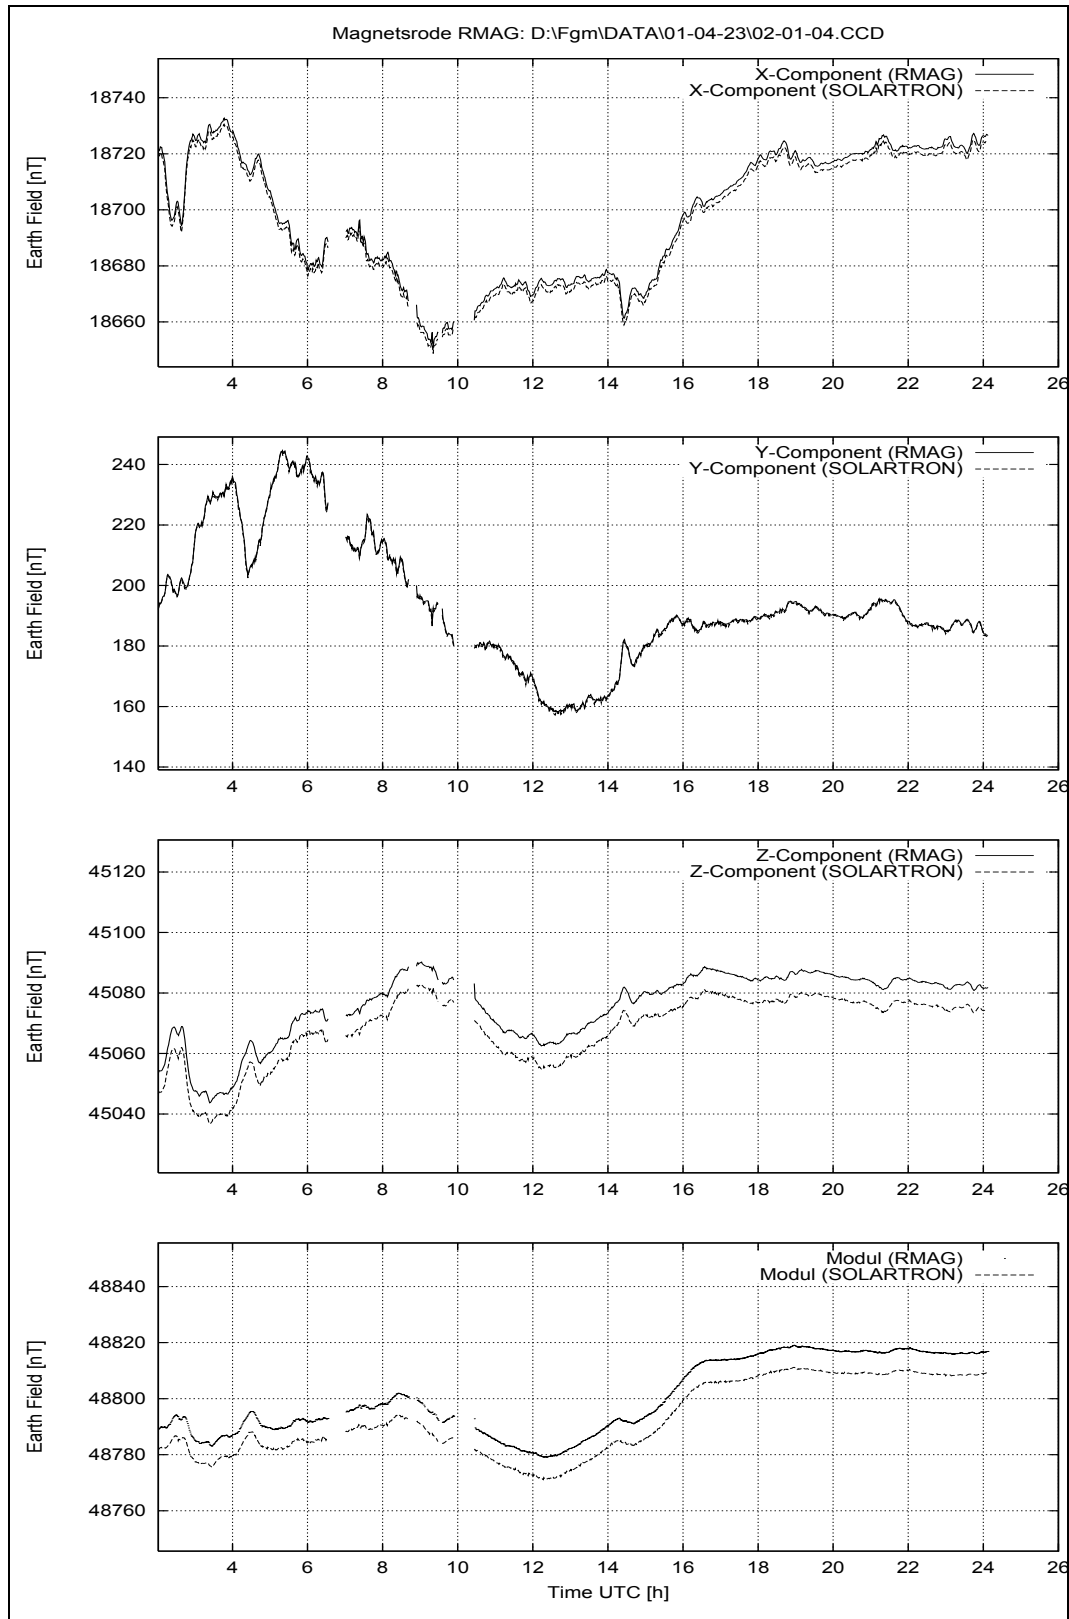 Magnetsrode RMAG: D:\Fgm\DATA\01-04-23\02-01-04.CCD
X-Component (RMAG)
X-Component (SOLARTRON)
18740
18720
18700
18680
18660
Earth Field [nT]
4 6 8 10 12 14 16 18 20 22 24 26
Y-Component (RMAG)
Y-Component (SOLARTRON)
240
220
200
180
160
140
Earth Field [nT]
4 6 8 10 12 14 16 18 20 22 24 26
Z-Component (RMAG)
Z-Component (SOLARTRON)
45120
45100
45080
45060
45040
Earth Field [nT]
4 6 8 10 12 14 16 18 20 22 24 26
Modul (RMAG)
Modul (SOLARTRON)
48840
48820
48800
48780
48760
Earth Field [nT]
4 6 8 10 12 14 16 18 20 22 24 26
Time UTC [h]